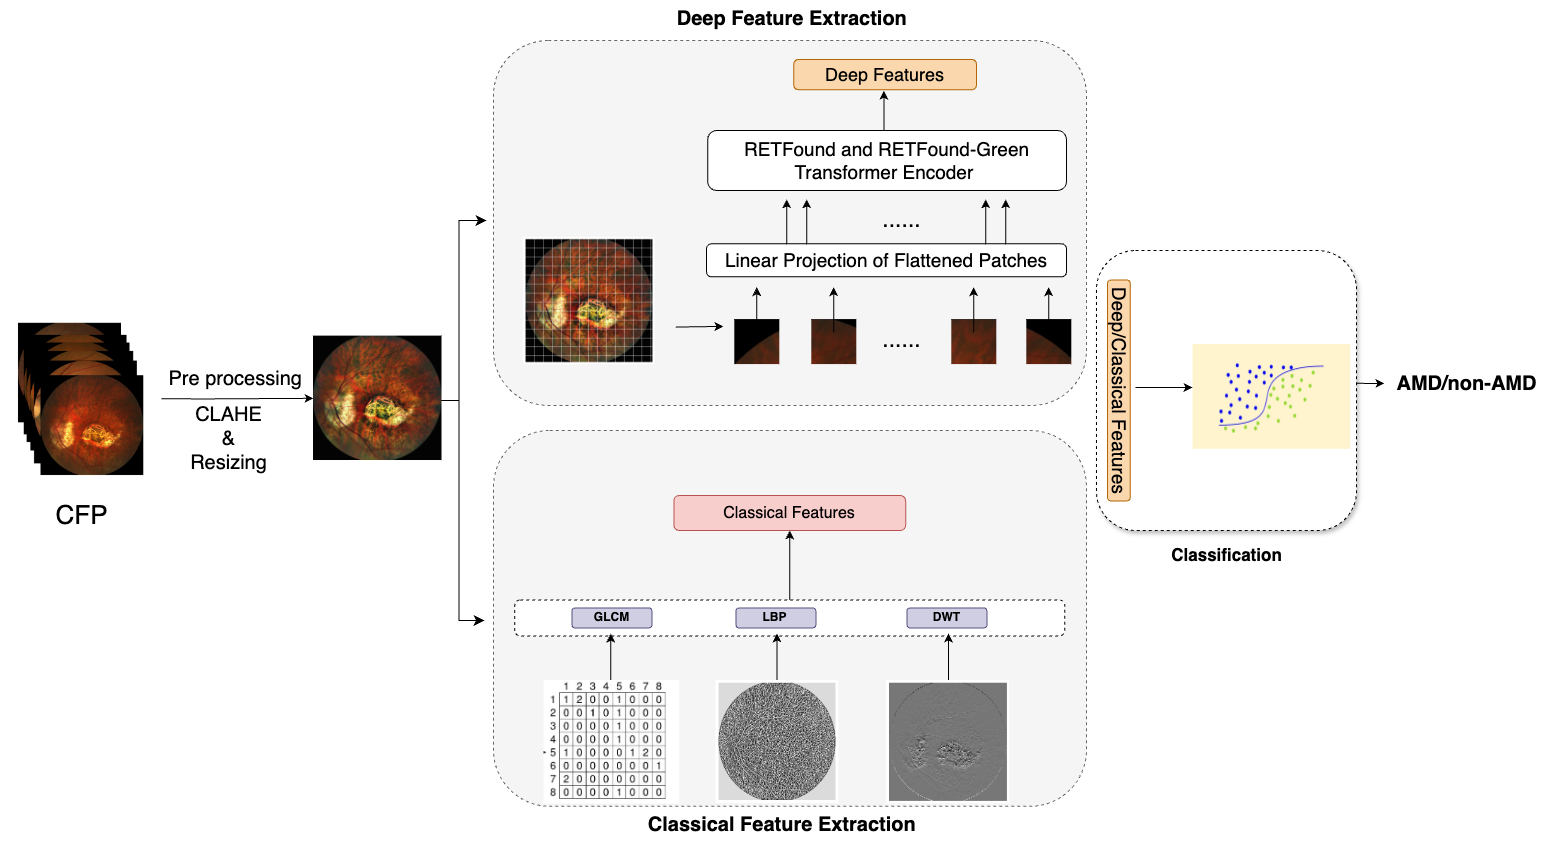 Deep Feature Extraction
Deep Features
RETFound and RETFound-Green
Transformer Encoder
......
Linear Projection of Flattened Patches
......
Pre processing
CLAHE
&
Resizing
CFP
Deep/Classical Features
AMD/non-AMD
Classification
Classical Features
GLCM
LBP
DWT
1 2 3 4 5 6 7 8
1 1 2 0 0 1 0 0 0
2 0 0 1 0 1 0 0 0
3 0 0 0 0 1 0 0 0
4 0 0 0 0 1 0 0 0
5 1 0 0 0 0 1 2 0
6 0 0 0 0 0 0 0 1
7 2 0 0 0 0 0 0 0
8 0 0 0 0 1 0 0 0
Classical Feature Extraction